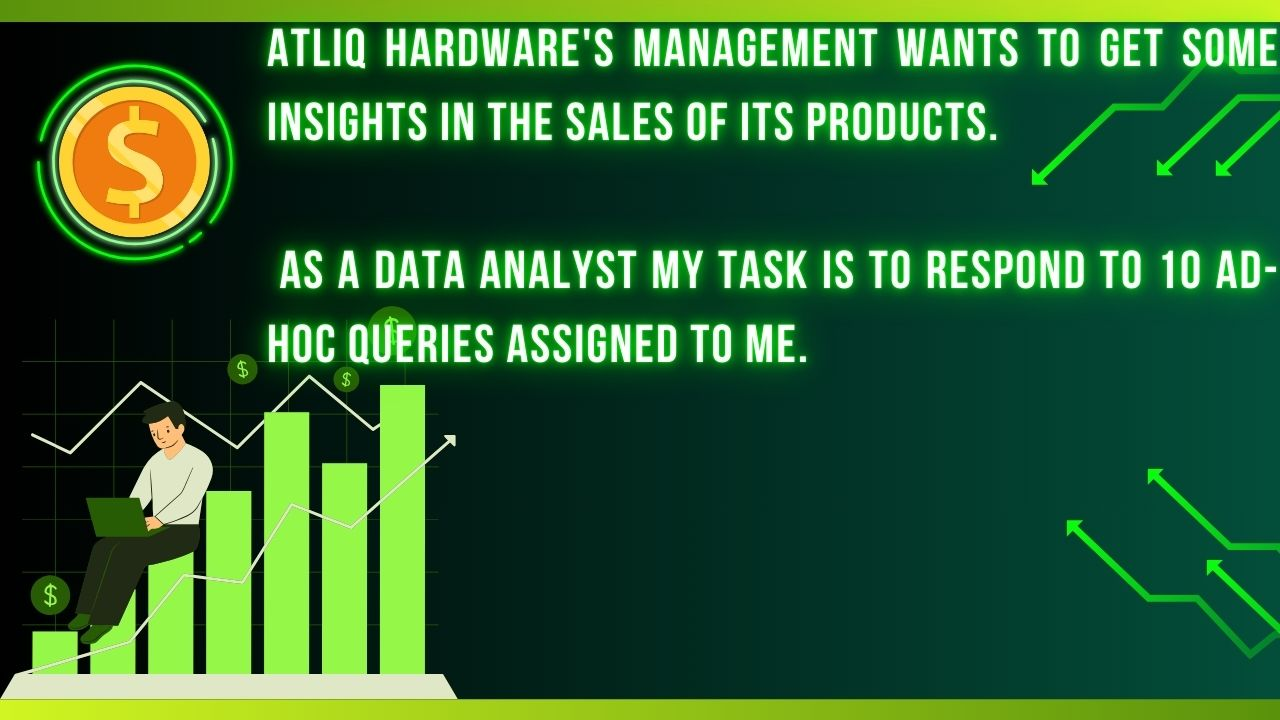 ATLIQ HARDWARE'S MANAGEMENT WANTS TO GET SOME
INSIGHTS IN THE SALES OF ITS PRODUCTS.
AS A DATA ANALYST MY TASK IS TO RESPOND TO 10 AD-
HOC QUERIES ASSIGNED TO ME.